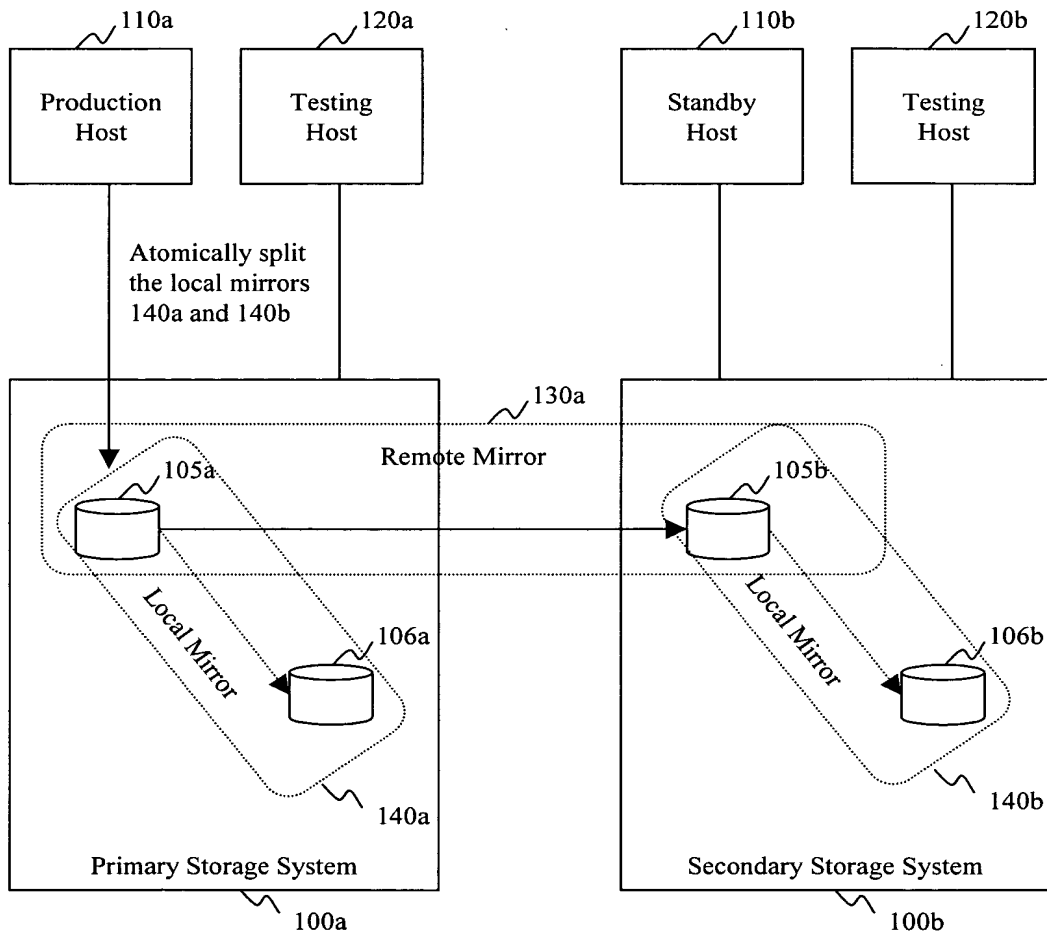 110a
120a
110b
120b
Production
Host
Testing
Host
Standby
Host
Testing
Host
Atomically split
the local mirrors
140a and 140b
130a
Remote Mirror
105a
105b
Local Mirror
Local Mirror
106a
106b
140a
140b
Primary Storage System
Secondary Storage System
100a
100b